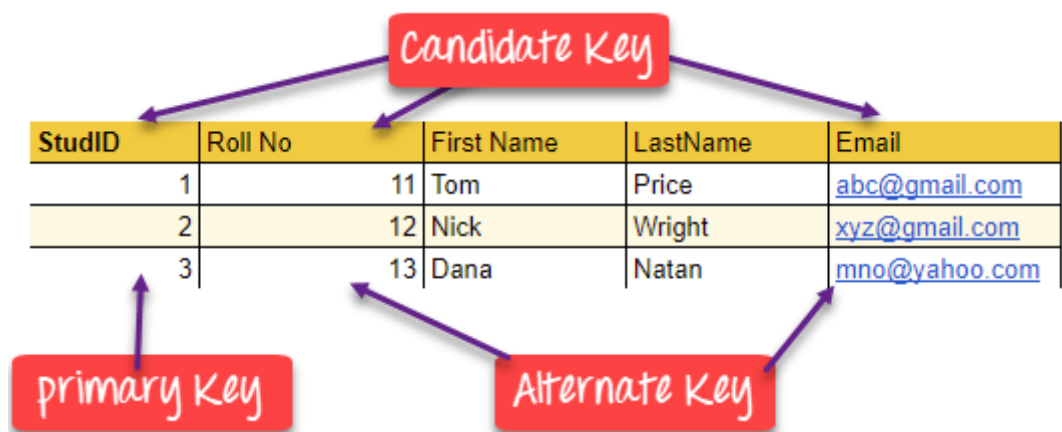 Candidate Key
StudID Roll No First Name LastName Email
1 11 Tom Price abc@gmail.com
2 12 Nick Wright xyz@gmail.com
3 13 Dana Natan mno@yahoo.com
primary Key Alternate Key